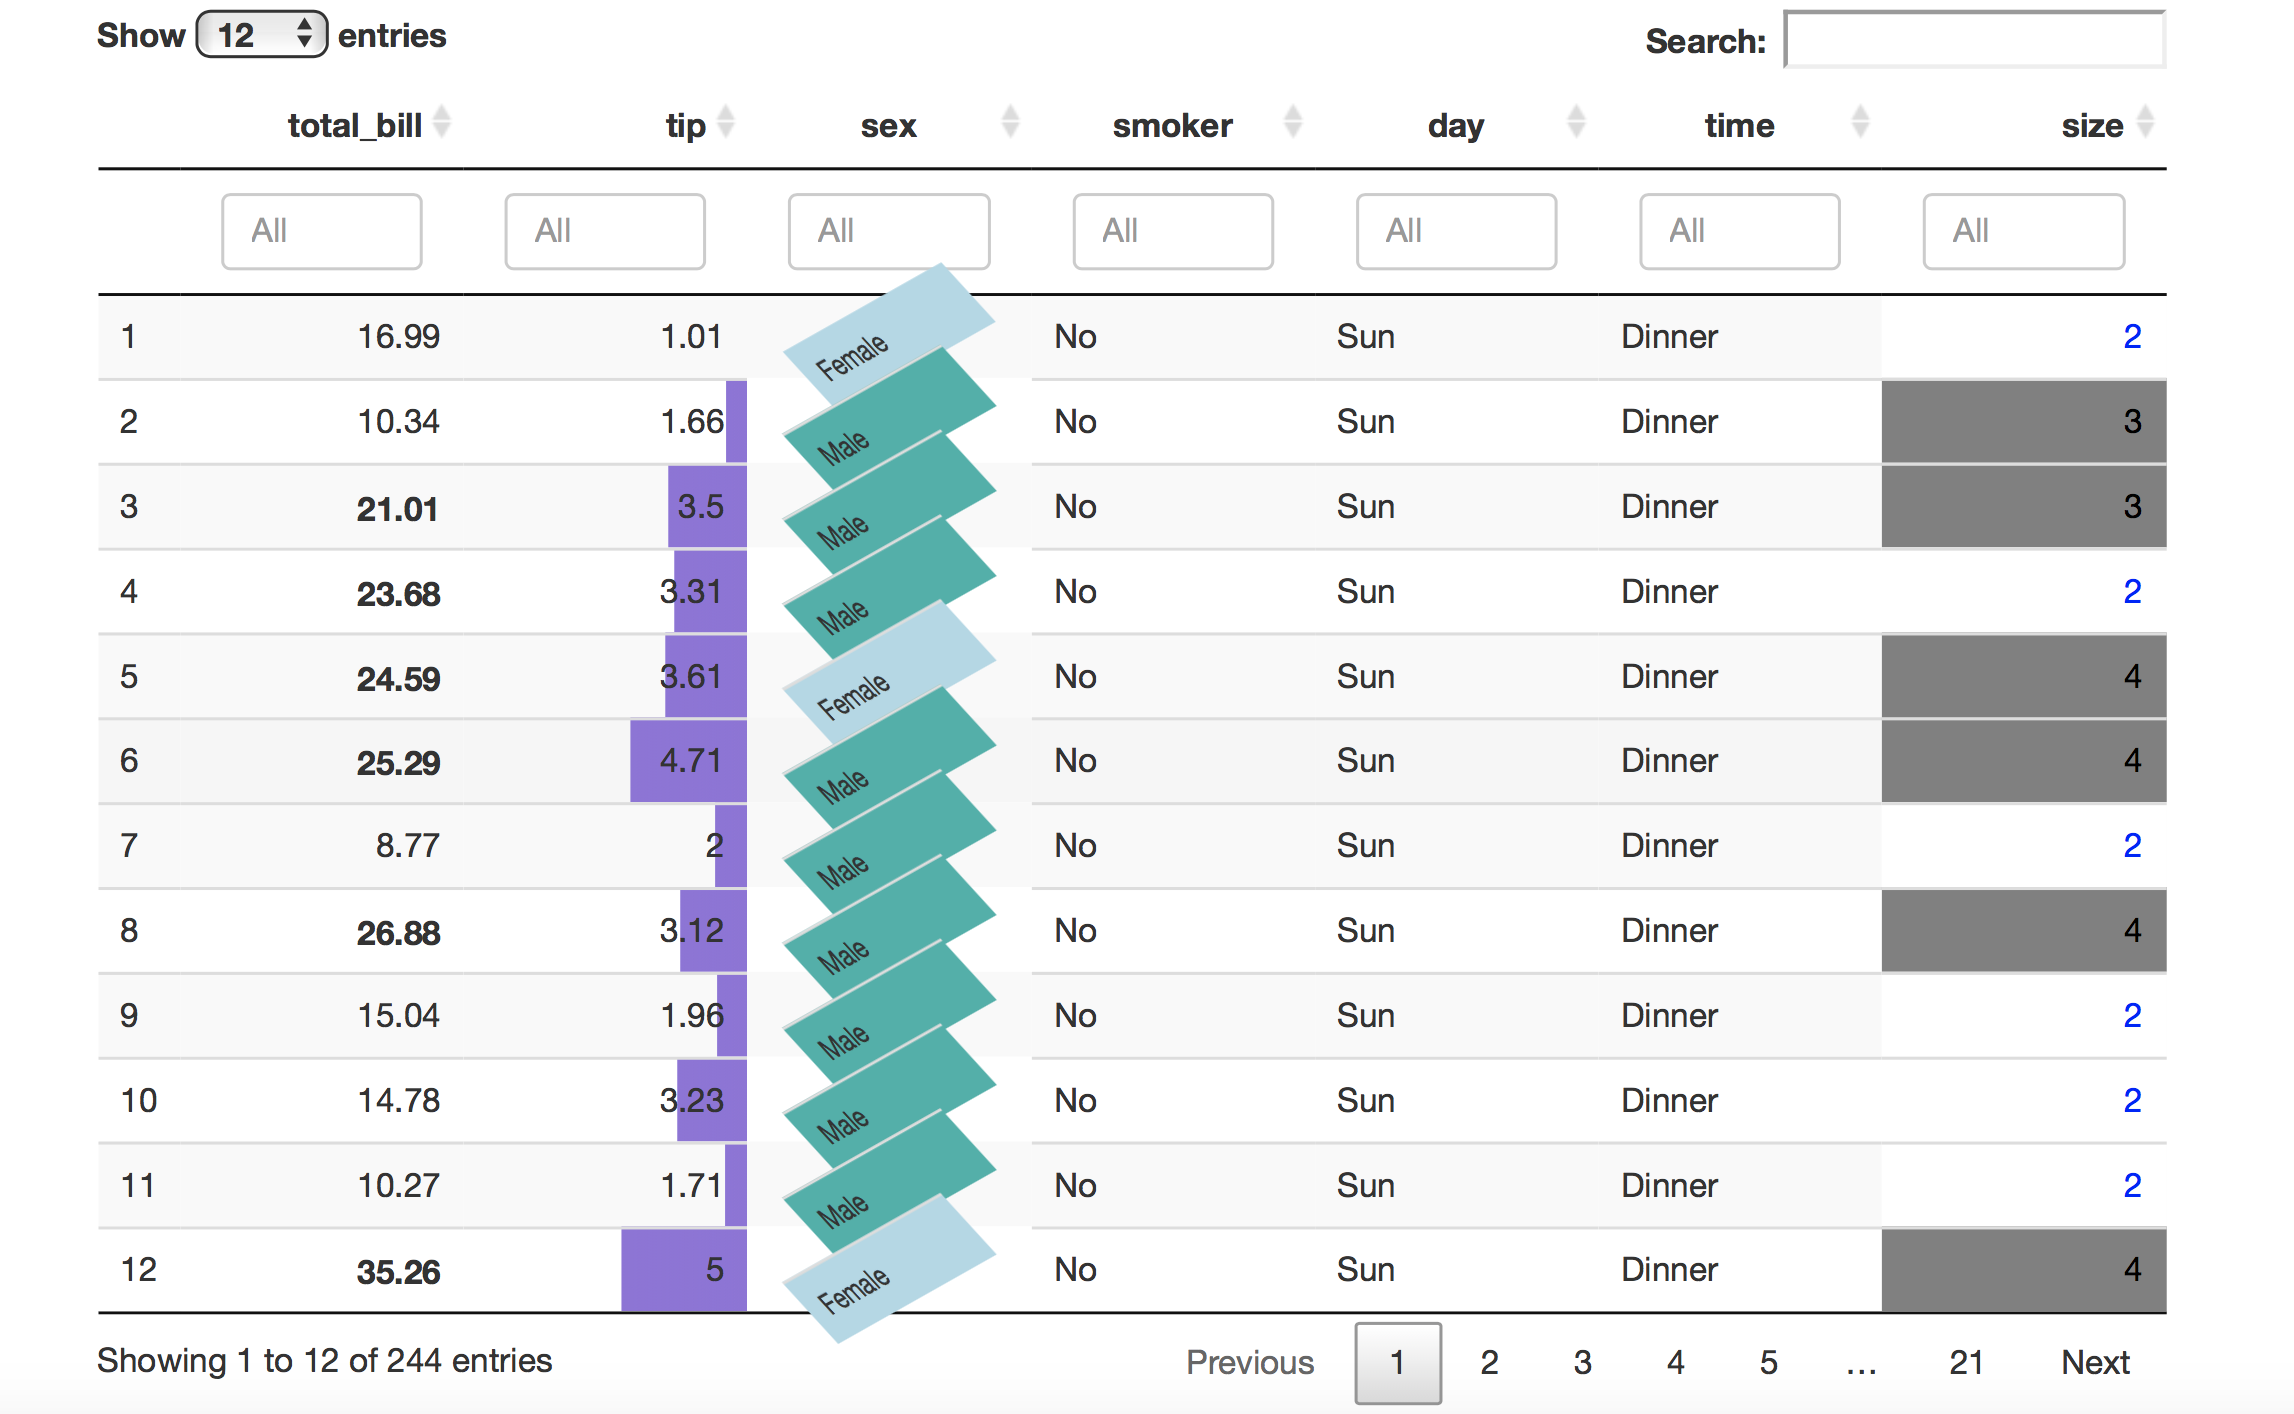 Show 12 entries Search:
total_bill tip sex smoker day time size
All All All All All All All
1 16.99 1.01 Female No Sun Dinner 2
2 10.34 1.66 Male No Sun Dinner 3
3 21.01 3.5 Male No Sun Dinner 3
4 23.68 3.31 Male No Sun Dinner 2
5 24.59 3.61 Female No Sun Dinner 4
6 25.29 4.71 Male No Sun Dinner 4
7 8.77 2 Male No Sun Dinner 2
8 26.88 3.12 Male No Sun Dinner 4
9 15.04 1.96 Male No Sun Dinner 2
10 14.78 3.23 Male No Sun Dinner 2
11 10.27 1.71 Male No Sun Dinner 2
12 35.26 5 Female No Sun Dinner 4
Showing 1 to 12 of 244 entries Previous 1 2 3 4 5 ... 21 Next